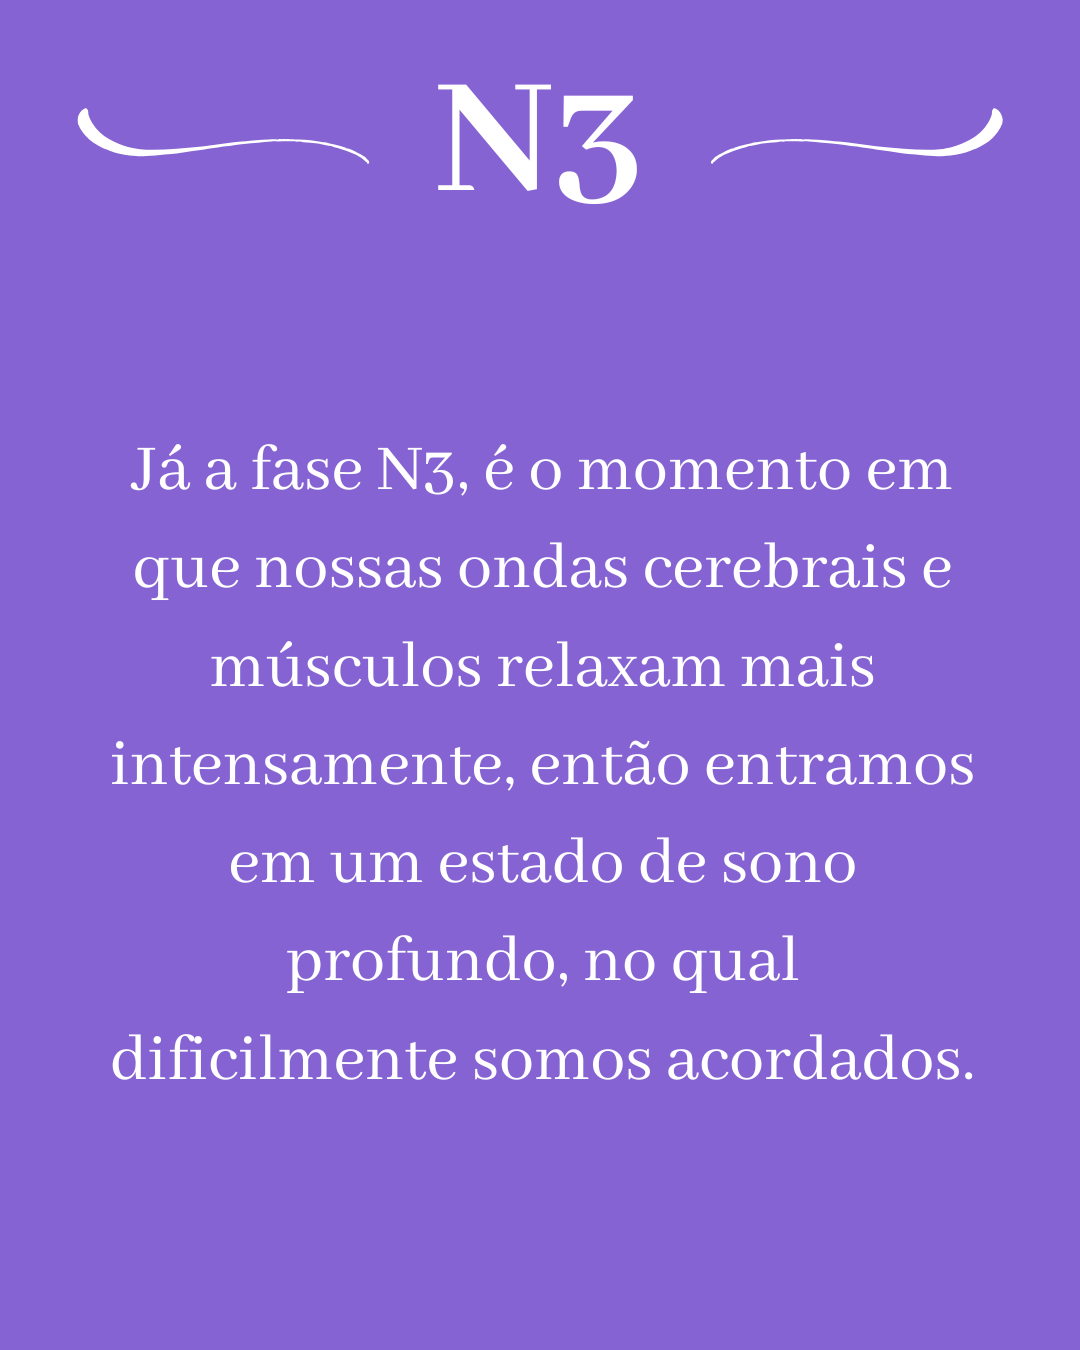 N3
Já a fase N3, é o momento em
que nossas ondas cerebrais e
músculos relaxam mais
intensamente, então entramos
em um estado de sono
profundo, no qual
dificilmente somos acordados.